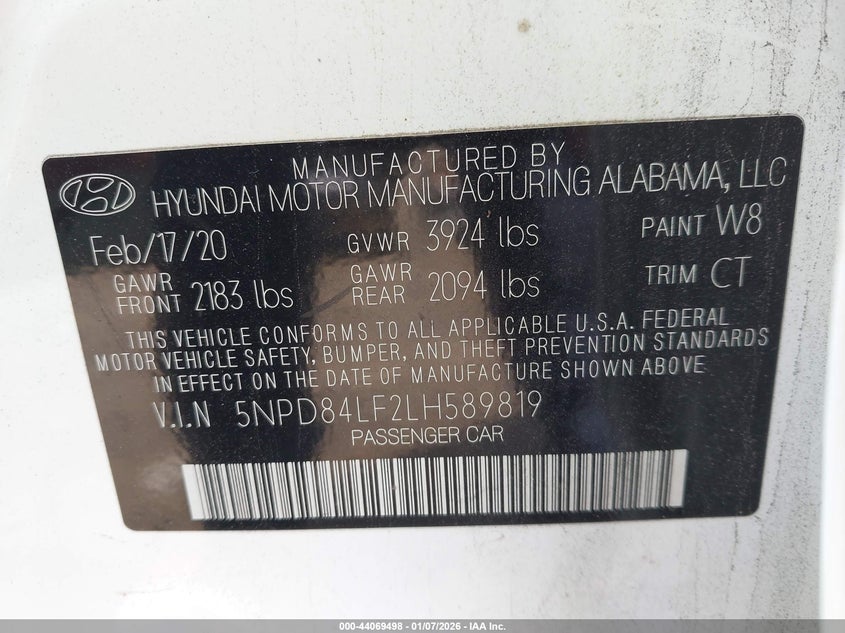 MANUFACTURED BY
HYUNDAI MOTOR MANUFACTURING ALABAMA, LLC
Feb/17/20 GVWR 3924 lbs PAINT W8
GAWR FRONT 2183 lbs GAWR REAR 2094 lbs TRIM CT
THIS VEHICLE CONFORMS TO ALL APPLICABLE U.S.A. FEDERAL
MOTOR VEHICLE SAFETY, BUMPER, AND THEFT PREVENTION STANDARDS
IN EFFECT ON THE DATE OF MANUFACTURE SHOWN ABOVE
V.I.N 5NPD84LF2LH589819
PASSENGER CAR
000-44069498 - 01/07/2026 - IAA Inc.